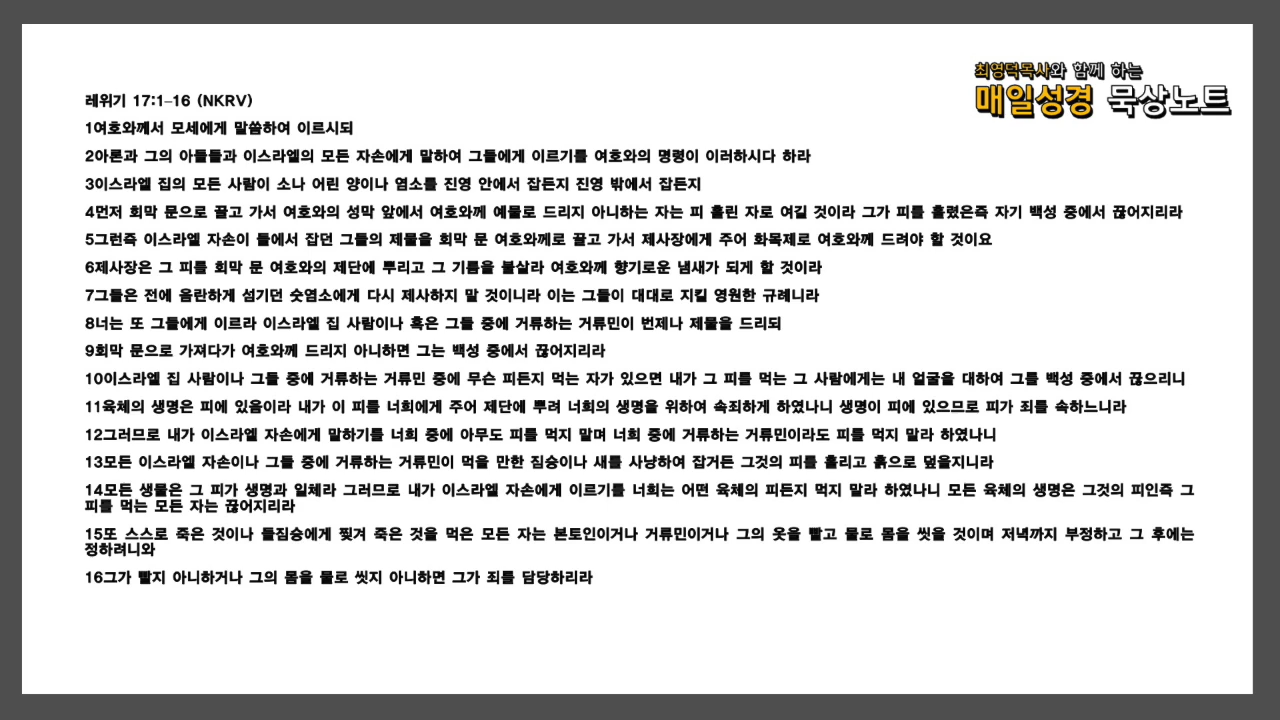 최영덕목사와 함께 하는
매일성경 묵상노트
레위기 17:1–16 (NKRV)
1여호와께서 모세에게 말씀하여 이르시되
2아론과 그의 아들들과 이스라엘의 모든 자손에게 말하여 그들에게 이르기를 여호와의 명령이 이러하시다 하라
3이스라엘 집의 모든 사람이 소나 어린 양이나 염소를 진영 안에서 잡든지 진영 밖에서 잡든지
4먼저 회막 문으로 끌고 가서 여호와의 성막 앞에서 여호와께 예물로 드리지 아니하는 자는 피 흘린 자로 여길 것이라 그가 피를 흘렸은즉 자기 백성 중에서 끊어지리라
5그런즉 이스라엘 자손이 들에서 잡던 그들의 제물을 회막 문 여호와께로 끌고 가서 제사장에게 주어 화목제로 여호와께 드려야 할 것이요
6제사장은 그 피를 회막 문 여호와의 제단에 뿌리고 그 기름을 불살라 여호와께 향기로운 냄새가 되게 할 것이라
7그들은 전에 음란하게 섬기던 숫염소에게 다시 제사하지 말 것이니라 이는 그들이 대대로 지킬 영원한 규례니라
8너는 또 그들에게 이르라 이스라엘 집 사람이나 혹은 그들 중에 거류하는 거류민이 번제나 제물을 드리되
9회막 문으로 가져다가 여호와께 드리지 아니하면 그는 백성 중에서 끊어지리라
10이스라엘 집 사람이나 그들 중에 거류하는 거류민 중에 무슨 피든지 먹는 자가 있으면 내가 그 피를 먹는 그 사람에게는 내 얼굴을 대하여 그를 백성 중에서 끊으리니
11육체의 생명은 피에 있음이라 내가 이 피를 너희에게 주어 제단에 뿌려 너희의 생명을 위하여 속죄하게 하였나니 생명이 피에 있으므로 피가 죄를 속하느니라
12그러므로 내가 이스라엘 자손에게 말하기를 너희 중에 아무도 피를 먹지 말며 너희 중에 거류하는 거류민이라도 피를 먹지 말라 하였나니
13모든 이스라엘 자손이나 그들 중에 거류하는 거류민이 먹을 만한 짐승이나 새를 사냥하여 잡거든 그것의 피를 흘리고 흙으로 덮을지니라
14모든 생물은 그 피가 생명과 일체라 그러므로 내가 이스라엘 자손에게 이르기를 너희는 어떤 육체의 피든지 먹지 말라 하였나니 모든 육체의 생명은 그것의 피인즉 그
피를 먹는 모든 자는 끊어지리라
15또 스스로 죽은 것이나 들짐승에게 찢겨 죽은 것을 먹은 모든 자는 본토인이거나 거류민이거나 그의 옷을 빨고 물로 몸을 씻을 것이며 저녁까지 부정하고 그 후에는
정하려니와
16그가 빨지 아니하거나 그의 몸을 물로 씻지 아니하면 그가 죄를 담당하리라